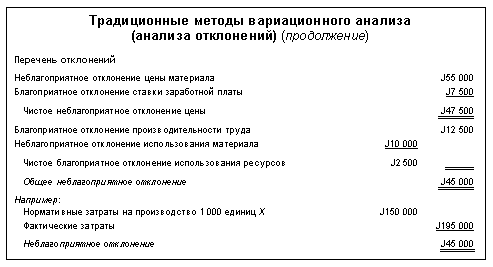 Традиционные методы вариационного анализа
(анализа отклонений) (продолжение)
Перечень отклонений
Неблагоприятное отклонение цены материала J55 000
Благоприятное отклонение ставки заработной платы J7 500
Чистое неблагоприятное отклонение цены J47 500
Благоприятное отклонение производительности труда J12 500
Неблагоприятное отклонение использования материала J10 000
Чистое благоприятное отклонение использования ресурсов J2 500
Общее неблагоприятное отклонение J45 000
Например:
Нормативные затраты на производство 1 000 единиц X J150 000
Фактические затраты J195 000
Неблагоприятное отклонение J45 000